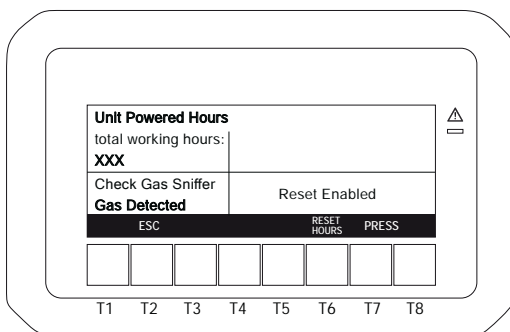 Unit Powered Hours
total working hours:
XXX
Check Gas Sniffer
Gas Detected
Reset Enabled
ESC
RESET
HOURS
PRESS
T1 T2 T3 T4 T5 T6 T7 T8